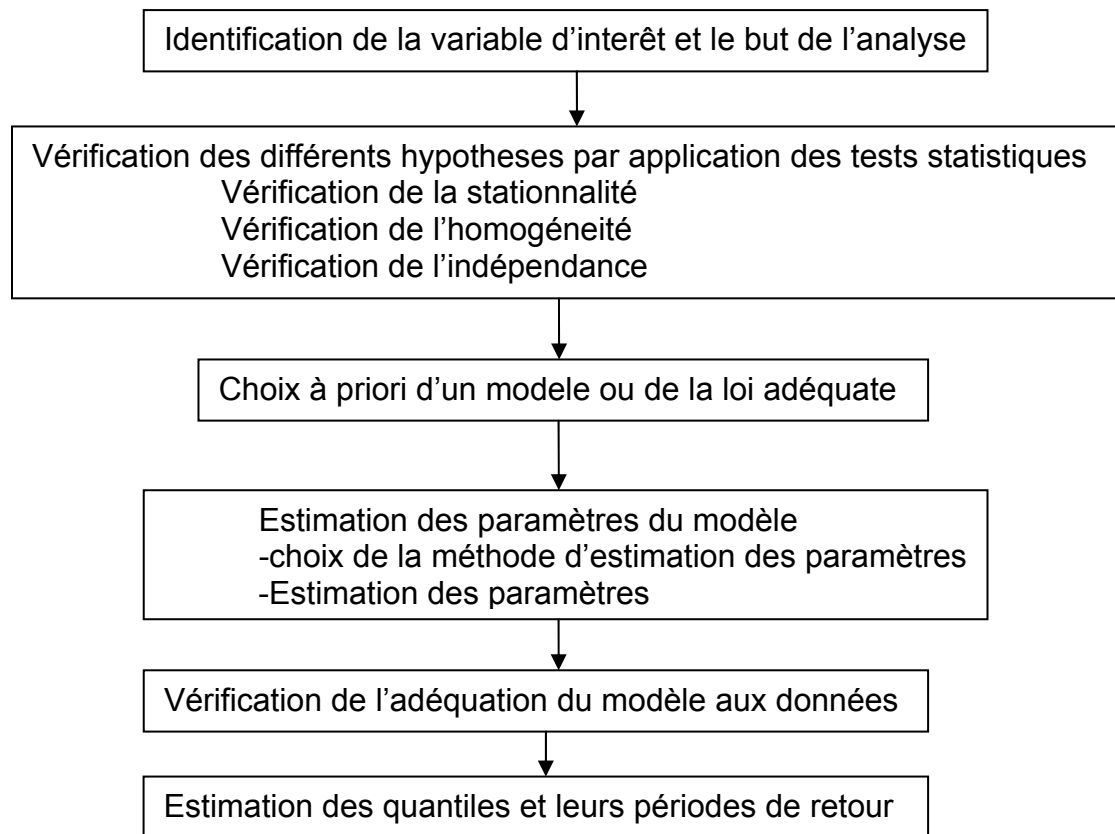 Identification de la variable d’interêt et le but de l’analyse
Vérification des différents hypotheses par application des tests statistiques
Vérification de la stationnalité
Vérification de l’homogéneité
Vérification de l’indépendance
Choix à priori d’un modele ou de la loi adéquate
Estimation des paramètres du modèle
-choix de la méthode d’estimation des paramètres
-Estimation des paramètres
Vérification de l’adéquation du modèle aux données
Estimation des quantiles et leurs périodes de retour